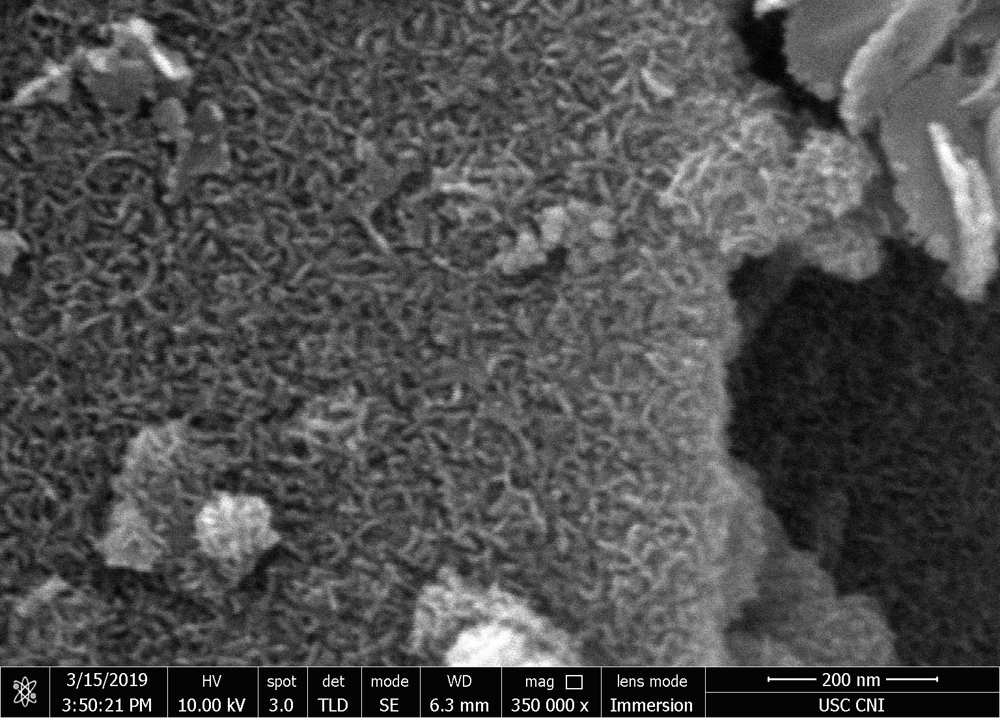 3/15/2019
3:50:21 PM
HV
10.00 kV
spot
3.0
det
TLD
mode
SE
WD
6.3 mm
mag
350 000 x
lens mode
Immersion
200 nm
USC CNI